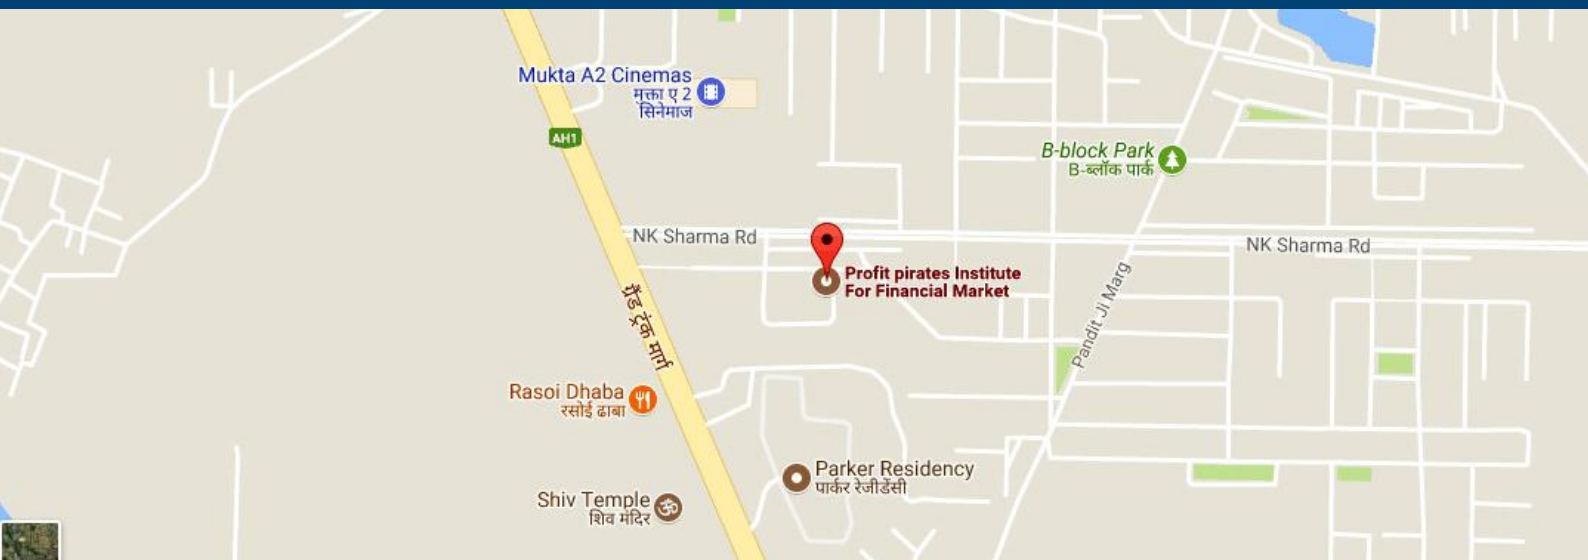 Mukta A2 Cinemas
मुक्ता ए 2
सिनेमाज
AH1
B-block Park
B-ब्लॉक पार्क
NK Sharma Rd
NK Sharma Rd
Profit pirates Institute
For Financial Market
Pandit Ji Marg
ग्रैंड ट्रंक मार्ग
Rasoi Dhaba
रसोई ढाबा
Parker Residency
पार्कर रेजीडेंसी
Shiv Temple
शिव मंदिर